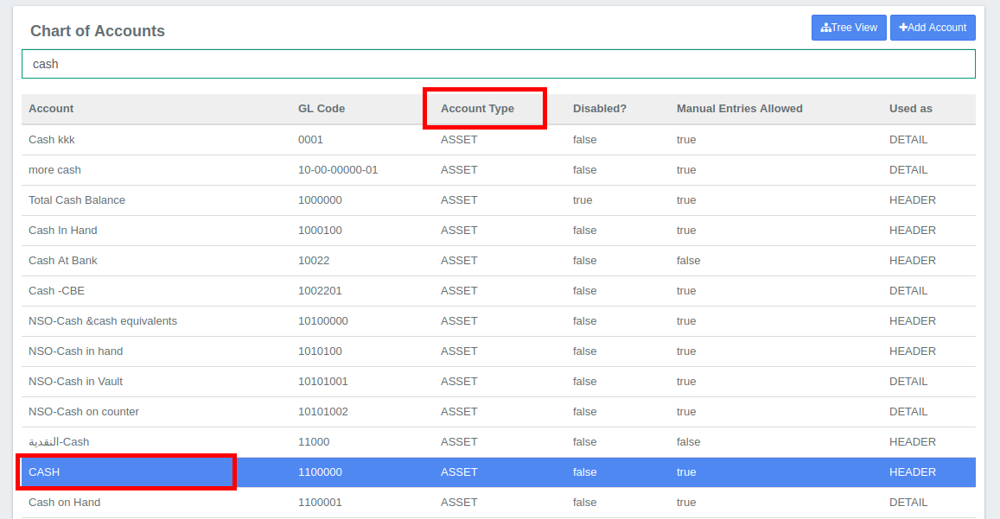 Chart of Accounts Tree View Add Account
cash
Account GL Code Account Type Disabled? Manual Entries Allowed Used as
Cash kkk 0001 ASSET false true DETAIL
more cash 10-00-00000-01 ASSET false true DETAIL
Total Cash Balance 1000000 ASSET true true HEADER
Cash In Hand 1000100 ASSET false true HEADER
Cash At Bank 10022 ASSET false false HEADER
Cash -CBE 1002201 ASSET false true DETAIL
NSO-Cash &cash equivalents 10100000 ASSET false true HEADER
NSO-Cash in hand 1010100 ASSET false true HEADER
NSO-Cash in Vault 10101001 ASSET false true DETAIL
NSO-Cash on counter 10101002 ASSET false true DETAIL
النقدية-Cash 11000 ASSET false false HEADER
CASH 1100000 ASSET false true HEADER
Cash on Hand 1100001 ASSET false true DETAIL